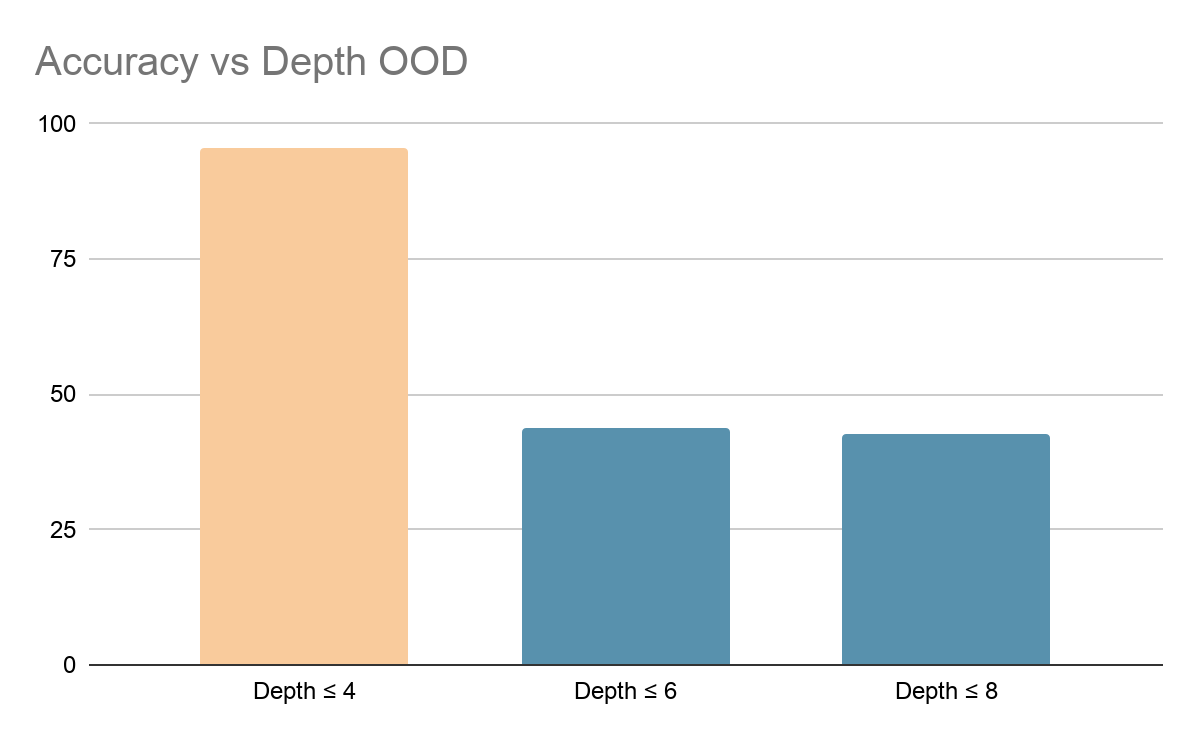 Accuracy vs Depth OOD
100
75
50
25
0
Depth ≤ 4
Depth ≤ 6
Depth ≤ 8